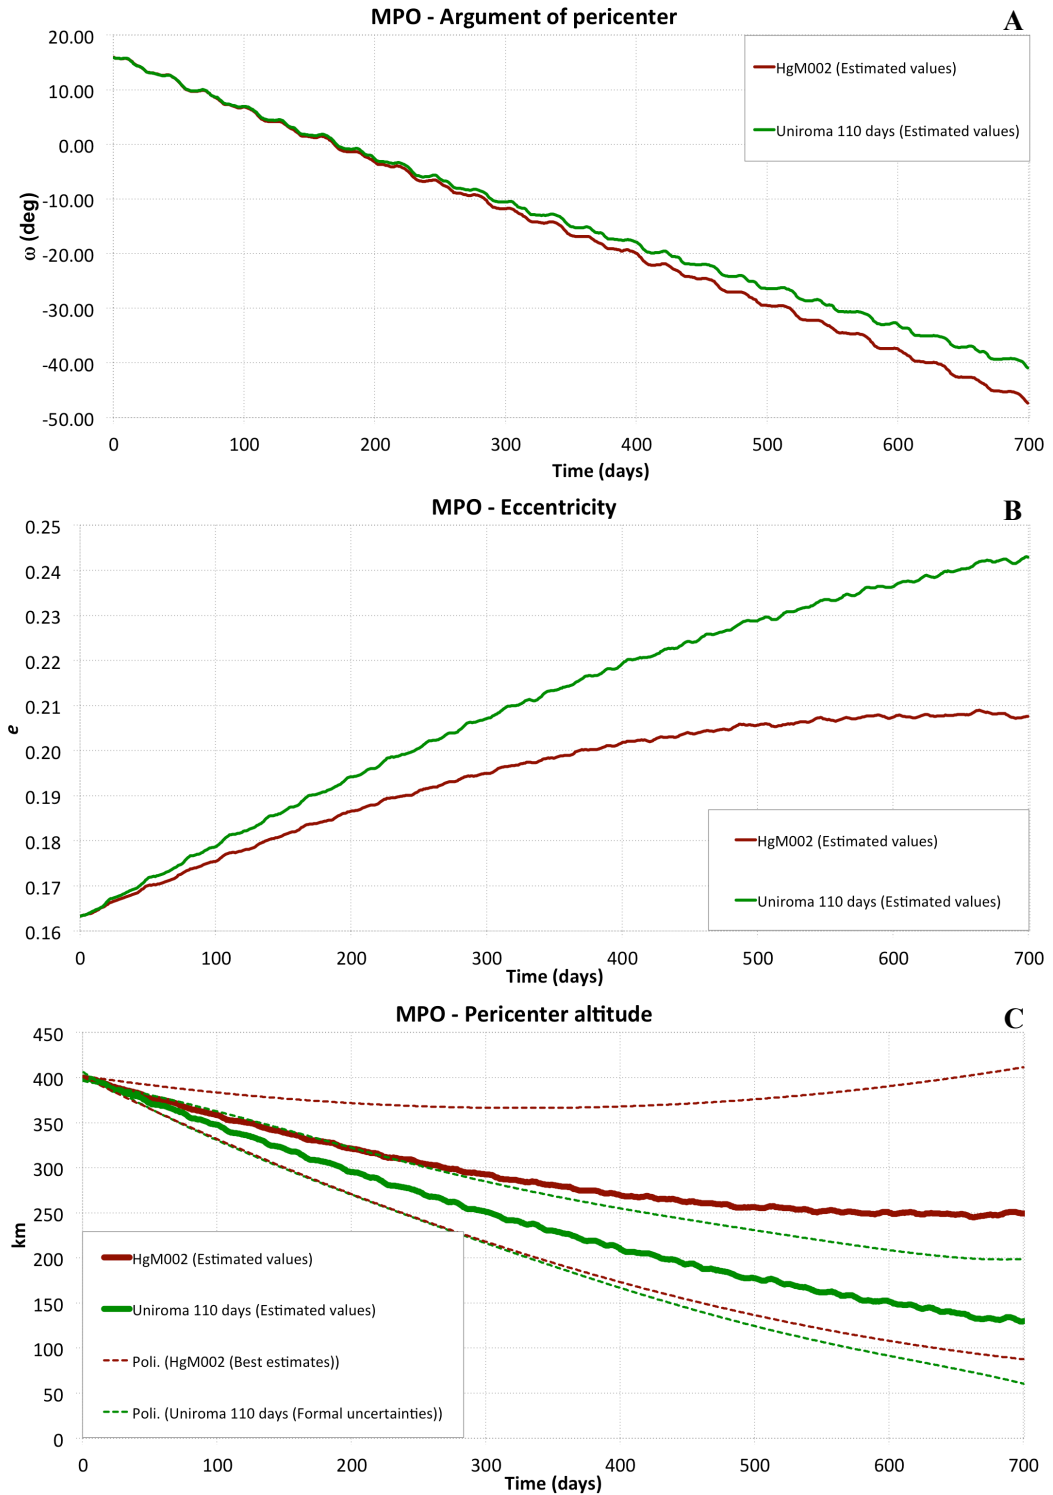 MPO - Argument of pericenter
A
20.00
10.00
0.00
-10.00
-20.00
-30.00
-40.00
-50.00
ω (deg)
HgM002 (Estimated values)
Uniroma 110 days (Estimated values)
0 100 200 300 400 500 600 700
Time (days)
MPO - Eccentricity
B
0.25
0.24
0.23
0.22
0.21
0.20
0.19
0.18
0.17
0.16
e
HgM002 (Estimated values)
Uniroma 110 days (Estimated values)
0 100 200 300 400 500 600 700
Time (days)
MPO - Pericenter altitude
C
450
400
350
300
250
200
150
100
50
0
km
HgM002 (Estimated values)
Uniroma 110 days (Estimated values)
Poli. (HgM002 (Best estimates))
Poli. (Uniroma 110 days (Formal uncertainties))
0 100 200 300 400 500 600 700
Time (days)